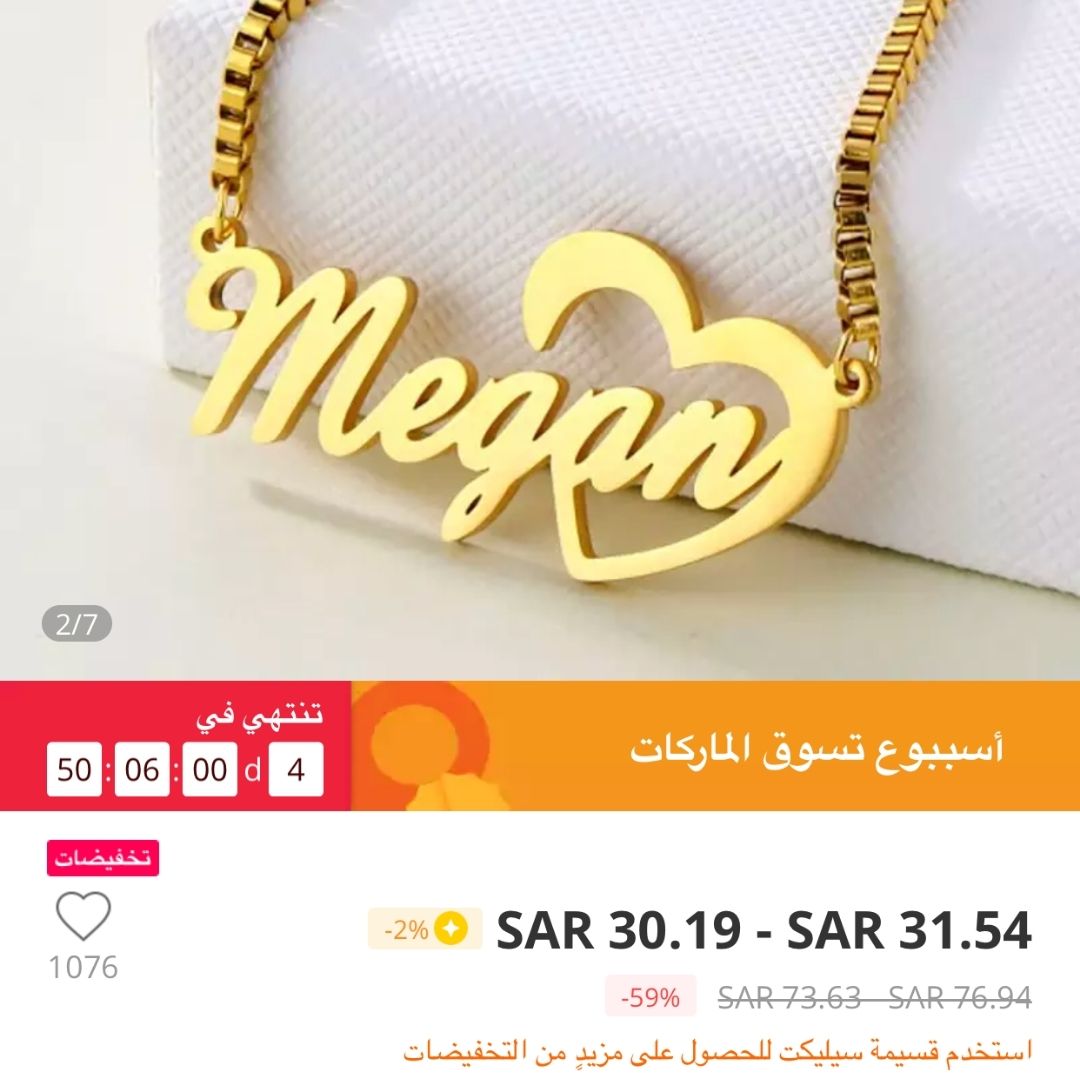 Megan
2/7
تنتهي في
4 d 00 : 06 : 50
أسببوع تسوق الماركات
تخفيضات
1076
SAR 30.19 - SAR 31.54
-2%
SAR 73.63 - SAR 76.94
-59%
استخدم قسيمة سيليكت للحصول على مزيدٍ من التخفيضات